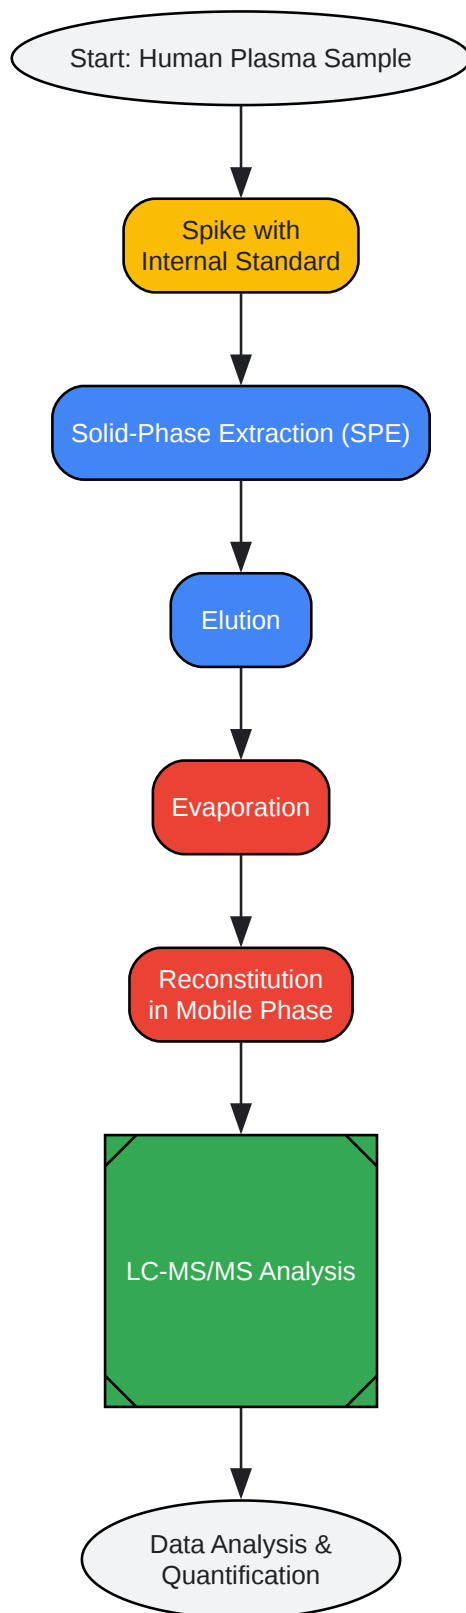 Start: Human Plasma Sample
Spike with
Internal Standard
Solid-Phase Extraction (SPE)
Elution
Evaporation
Reconstitution
in Mobile Phase
LC-MS/MS Analysis
Data Analysis &
Quantification